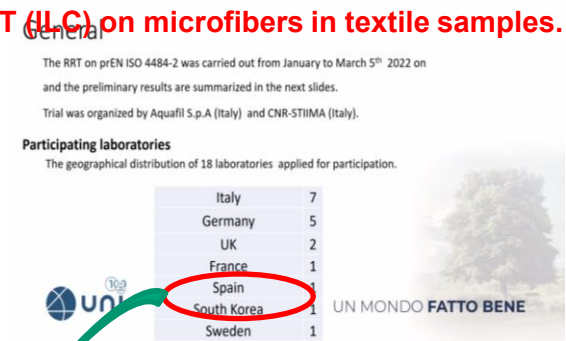 T (ILC) on microfibers in textile samples.
General
The RRT on prEN ISO 4484-2 was carried out from January to March 5th 2022 on
and the preliminary results are summarized in the next slides.
Trial was organized by Aquafil S.p.A (Italy) and CNR-STIIMA (Italy).
Participating laboratories
The geographical distribution of 18 laboratories applied for participation.
Italy 7
Germany 5
UK 2
France 1
Spain 1
South Korea 1
Sweden 1
UNI
UN MONDO FATTO BENE